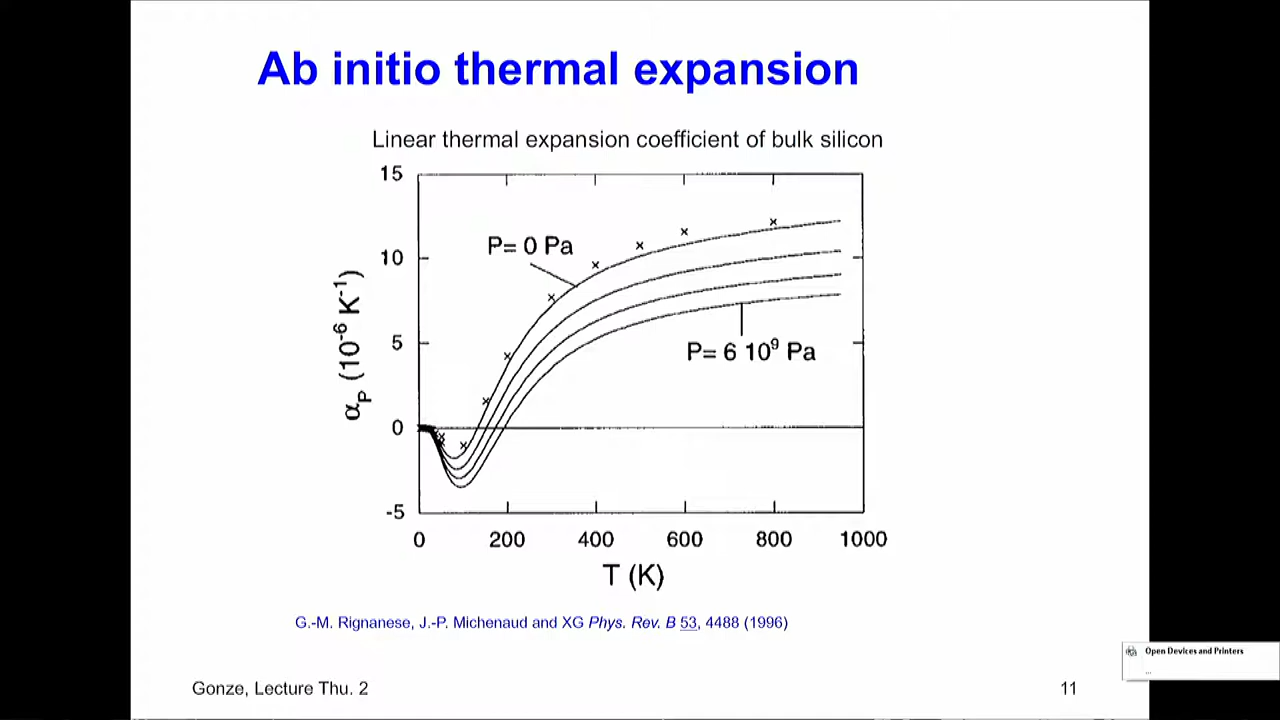 Ab initio thermal expansion
Linear thermal expansion coefficient of bulk silicon
15
10
5
0
-5
α_P (10⁻⁶ K⁻¹)
P= 0 Pa
P= 6 10⁹ Pa
0 200 400 600 800 1000
T (K)
G.-M. Rignanese, J.-P. Michenaud and XG Phys. Rev. B 53, 4488 (1996)
Open Devices and Printers
...
Gonze, Lecture Thu. 2
11